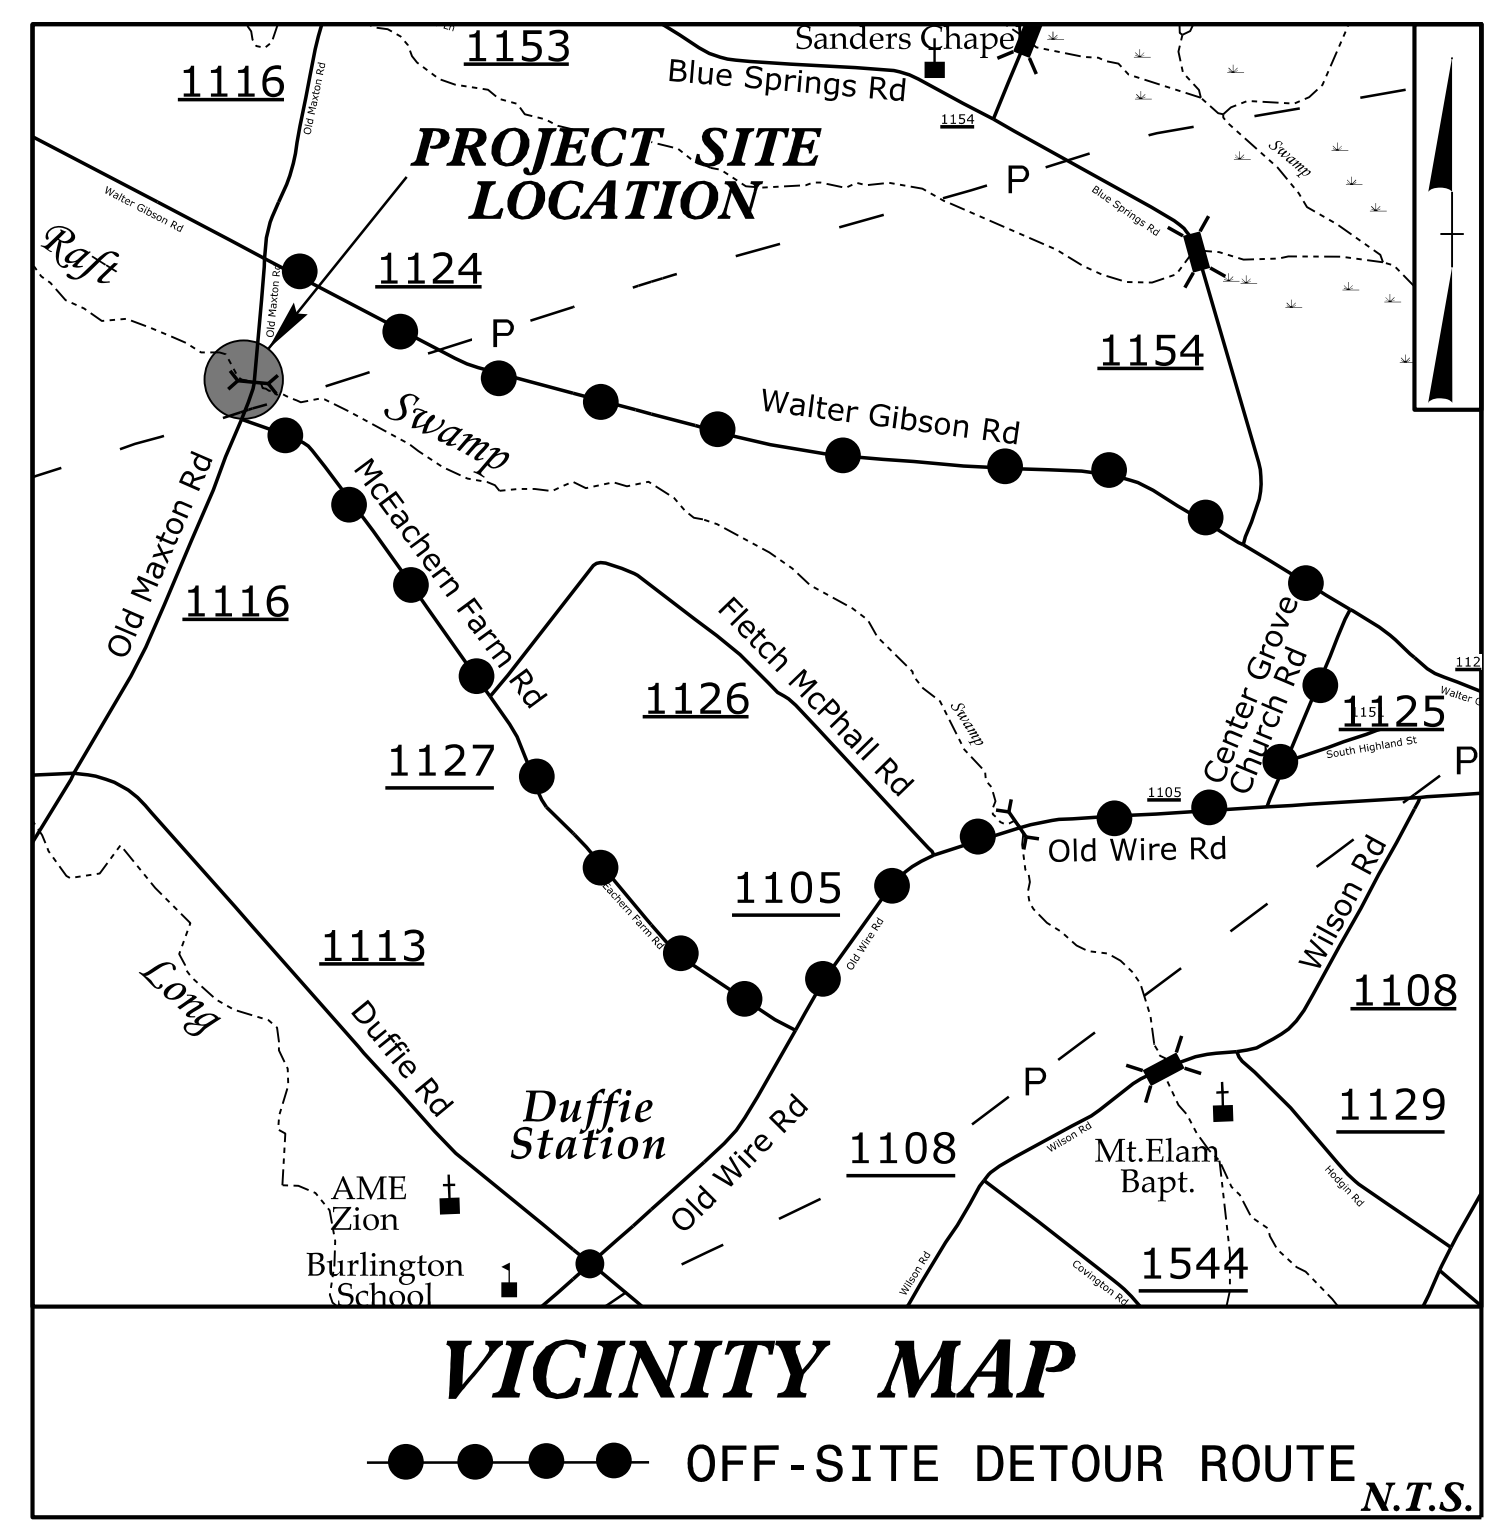 1153
Sanders Chape
1116
Old Maxton Rd
Blue Springs Rd
1154
PROJECT SITE
LOCATION
Swamp
P
Walter Gibson Rd
Blue Springs Rd
Raft
1124
Old Maxton Rd
P
1154
Swamp
Walter Gibson Rd
McEachern Farm Rd
Old Maxton Rd
1116
Fletch McPhall Rd
Center Grove
Church Rd
1126
Swamp
112
Walter G
1125
115
South Highland St
P
1127
1105
Old Wire Rd
Wilson Rd
1105
Eachern Farm Rd
Old Wire Rd
1113
Long
1108
Duffie Rd
P
Duffie
Station
1129
Old Wire Rd
1108
Wilson Rd
Mt.Elam
Bapt.
Hodgin Rd
AME
Zion
Burlington
School
Wilson Rd
Covington Rd
1544
VICINITY MAP
OFF-SITE DETOUR ROUTE
N.T.S.